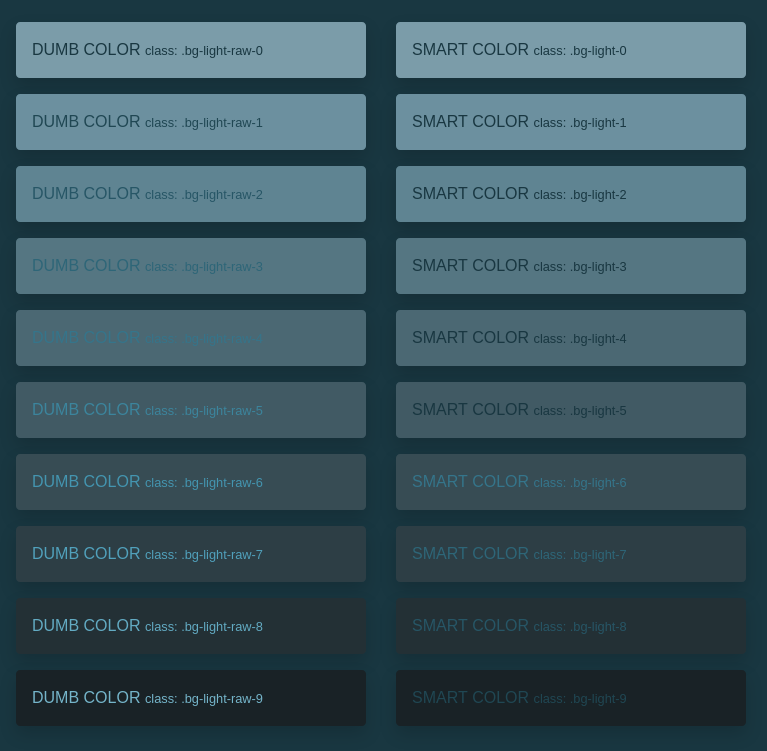 DUMB COLOR class: .bg-light-raw-0
SMART COLOR class: .bg-light-0
DUMB COLOR class: .bg-light-raw-1
SMART COLOR class: .bg-light-1
DUMB COLOR class: .bg-light-raw-2
SMART COLOR class: .bg-light-2
DUMB COLOR class: .bg-light-raw-3
SMART COLOR class: .bg-light-3
DUMB COLOR class: .bg-light-raw-4
SMART COLOR class: .bg-light-4
DUMB COLOR class: .bg-light-raw-5
SMART COLOR class: .bg-light-5
DUMB COLOR class: .bg-light-raw-6
SMART COLOR class: .bg-light-6
DUMB COLOR class: .bg-light-raw-7
SMART COLOR class: .bg-light-7
DUMB COLOR class: .bg-light-raw-8
SMART COLOR class: .bg-light-8
DUMB COLOR class: .bg-light-raw-9
SMART COLOR class: .bg-light-9